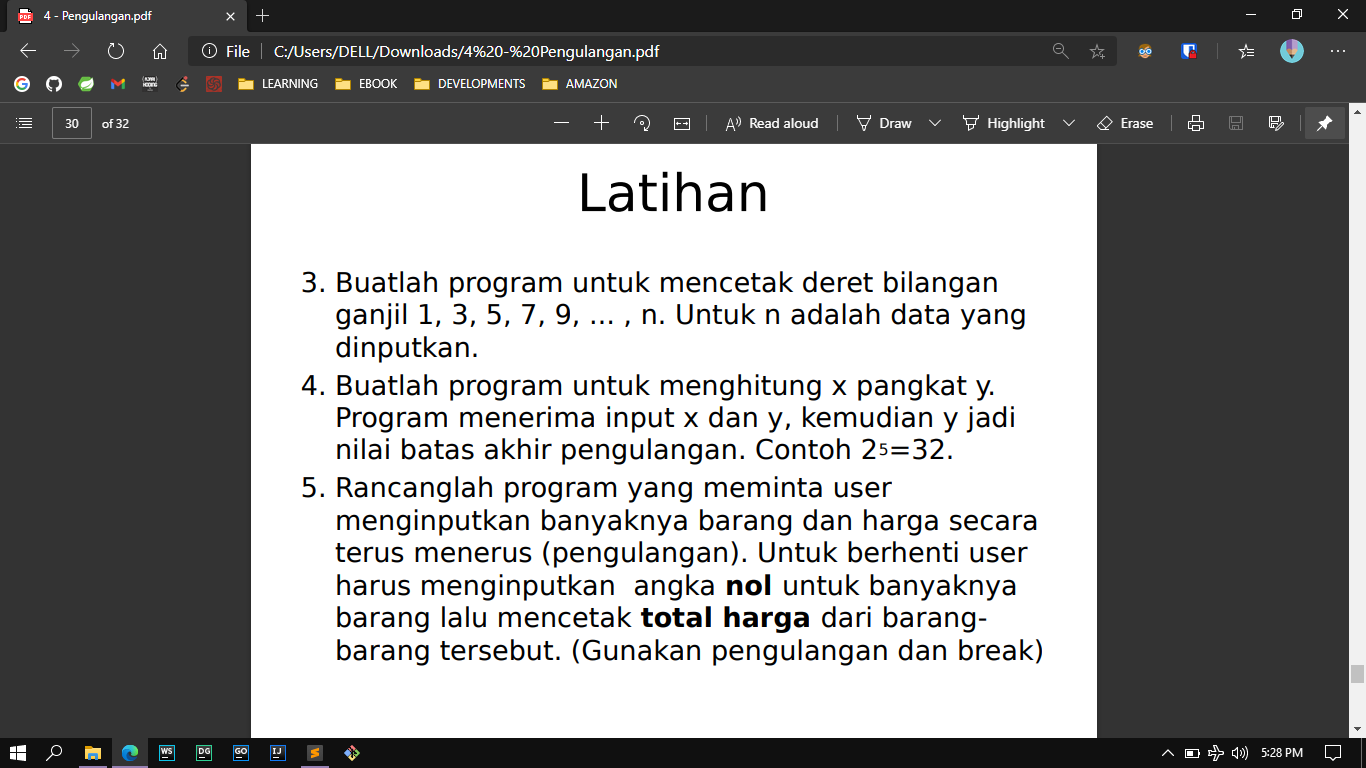 4 - Pengulangan.pdf
File
C:/Users/DELL/Downloads/4%20-%20Pengulangan.pdf
LEARNING
EBOOK
DEVELOPMENTS
AMAZON
30
of 32
Read aloud
Draw
Highlight
Erase
Latihan
3. Buatlah program untuk mencetak deret bilangan
ganjil 1, 3, 5, 7, 9, ... , n. Untuk n adalah data yang
dinputkan.
4. Buatlah program untuk menghitung x pangkat y.
Program menerima input x dan y, kemudian y jadi
nilai batas akhir pengulangan. Contoh 2⁵=32.
5. Rancanglah program yang meminta user
menginputkan banyaknya barang dan harga secara
terus menerus (pengulangan). Untuk berhenti user
harus menginputkan  angka nol untuk banyaknya
barang lalu mencetak total harga dari barang-
barang tersebut. (Gunakan pengulangan dan break)
WS
DG
GO
IJ
5:28 PM